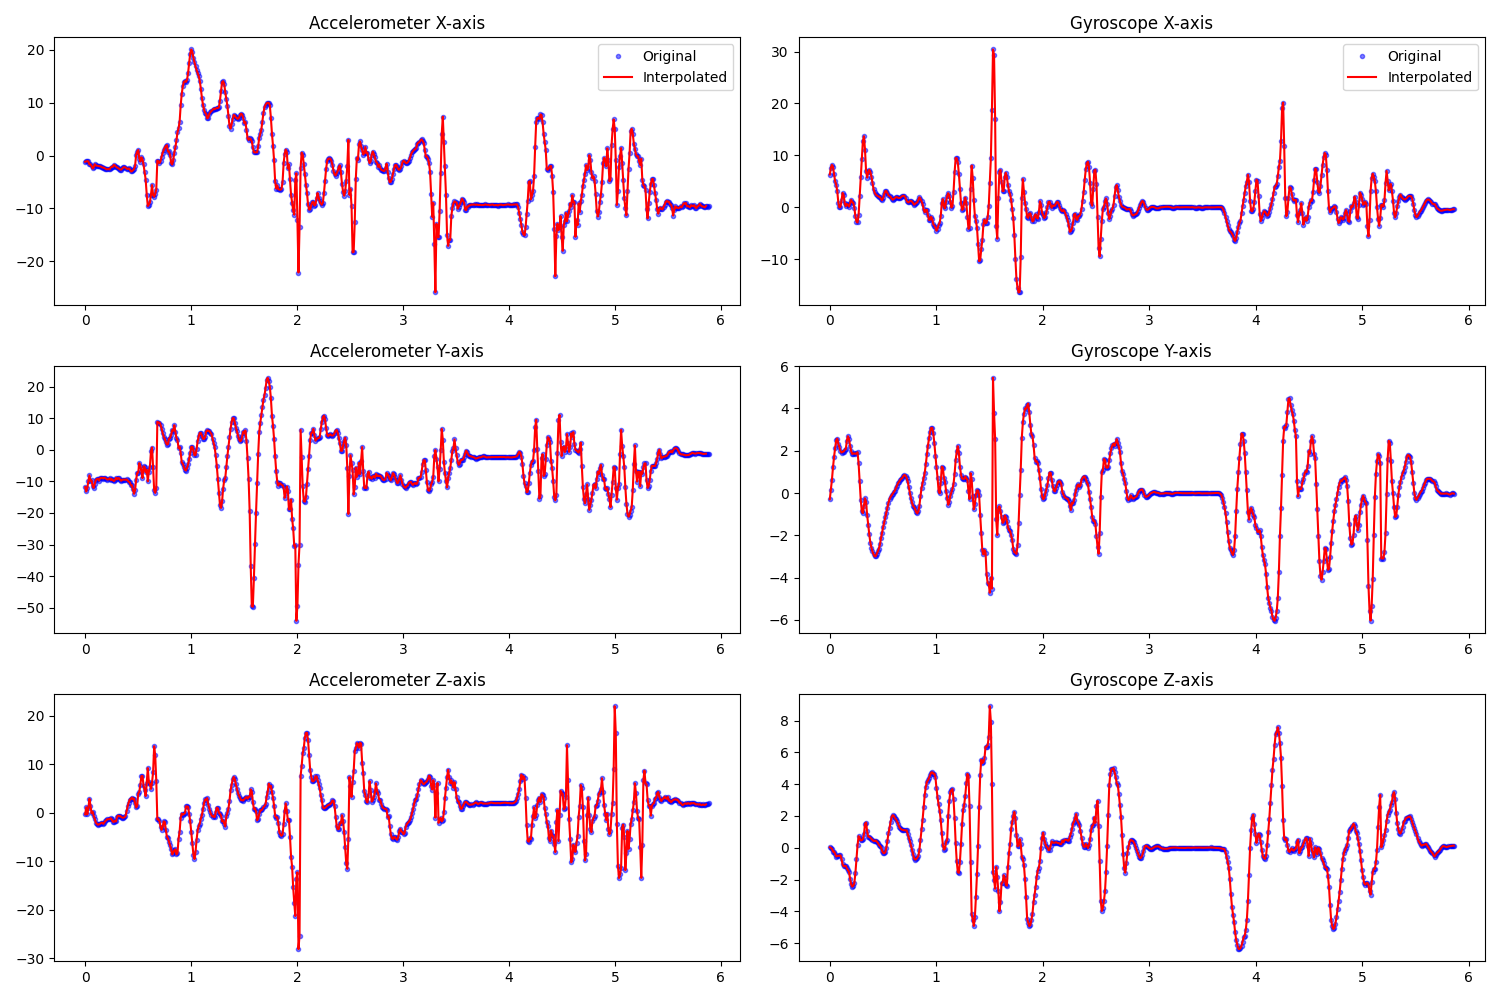 Accelerometer X-axis
Original
Interpolated
20
10
0
−10
−20
0 1 2 3 4 5 6
Gyroscope X-axis
Original
Interpolated
30
20
10
0
−10
0 1 2 3 4 5 6
Accelerometer Y-axis
20
10
0
−10
−20
−30
−40
−50
0 1 2 3 4 5 6
Gyroscope Y-axis
6
4
2
0
−2
−4
−6
0 1 2 3 4 5 6
Accelerometer Z-axis
20
10
0
−10
−20
−30
0 1 2 3 4 5 6
Gyroscope Z-axis
8
6
4
2
0
−2
−4
−6
0 1 2 3 4 5 6